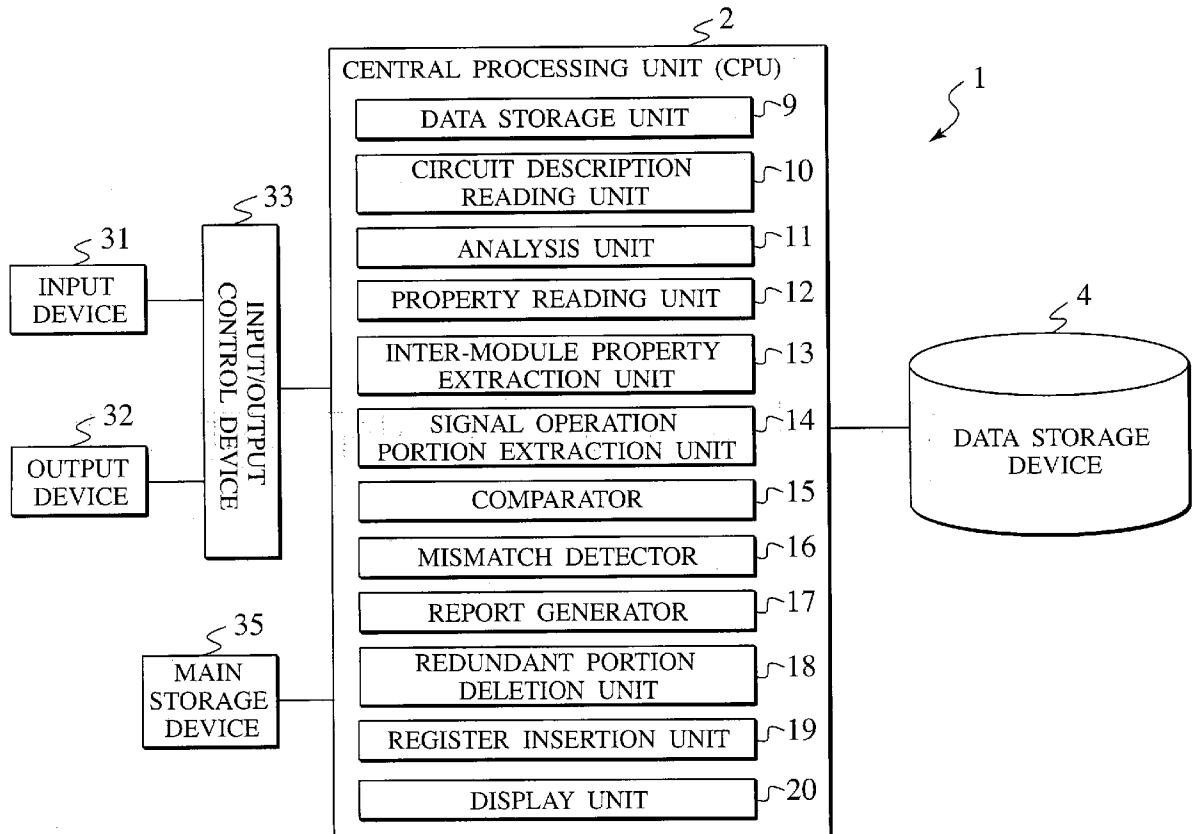 2
CENTRAL PROCESSING UNIT (CPU)
1
DATA STORAGE UNIT
9
CIRCUIT DESCRIPTION
READING UNIT
10
ANALYSIS UNIT
11
PROPERTY READING UNIT
12
INTER-MODULE PROPERTY
EXTRACTION UNIT
13
SIGNAL OPERATION
PORTION EXTRACTION UNIT
14
COMPARATOR
15
MISMATCH DETECTOR
16
REPORT GENERATOR
17
REDUNDANT PORTION
DELETION UNIT
18
REGISTER INSERTION UNIT
19
DISPLAY UNIT
20
33
INPUT/OUTPUT
CONTROL DEVICE
31
INPUT
DEVICE
32
OUTPUT
DEVICE
35
MAIN
STORAGE
DEVICE
4
DATA STORAGE
DEVICE